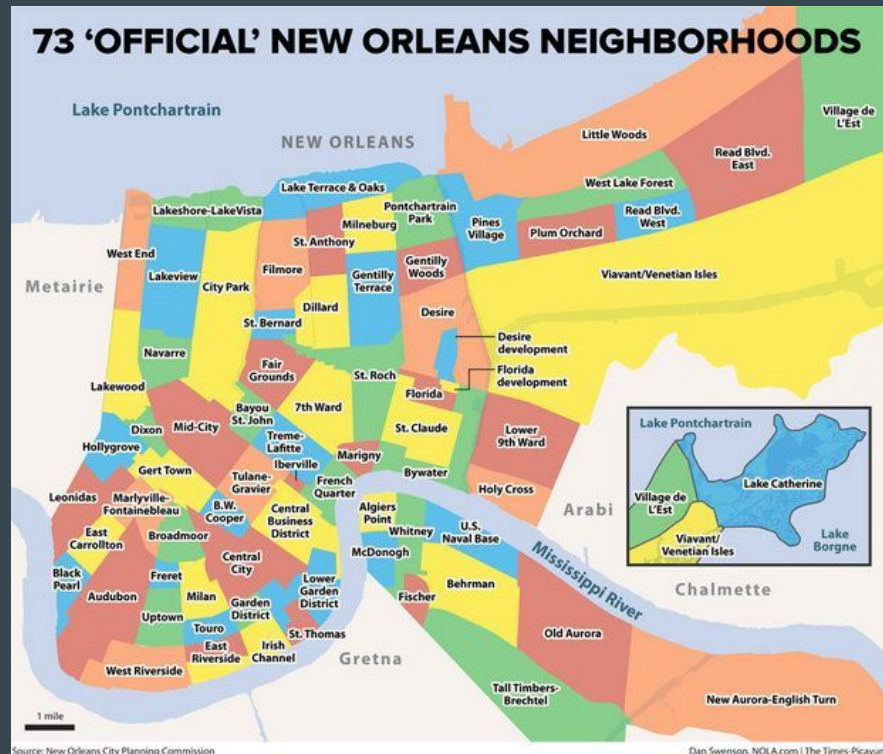 73 'OFFICIAL' NEW ORLEANS NEIGHBORHOODS
Lake Pontchartrain
NEW ORLEANS
Little Woods
Village de
L'Est
Read Blvd.
East
West Lake Forest
Read Blvd.
West
Plum Orchard
Pines
Village
Lake Terrace & Oaks
Lakeshore-LakeVista
Pontchartrain
Park
Milneburg
St. Anthony
West End
Lakeview
City Park
Filmore
Gentilly
Terrace
Gentilly
Woods
Viavant/Venetian Isles
Metairie
Dillard
Desire
St. Bernard
Desire
development
Navarre
Fair
Grounds
St. Roch
Florida
development
Lakewood
Florida
Bayou
St. John
7th Ward
Dixon
Mid-City
St. Claude
Lower
9th Ward
Hollygrove
Treme-
Lafitte
Marigny
Gert Town
Iberville
Bywater
Tulane-
Gravier
French
Quarter
Holy Cross
Leonidas
Marlyville-
Fontainebleau
B.W.
Cooper
Central
Business
District
Algiers
Point
Arabi
East
Carrollton
Broadmoor
Whitney
U.S.
Naval Base
McDonogh
Central
City
Mississippi River
Black
Pearl
Freret
Lower
Garden
District
Behrman
Chalmette
Audubon
Milan
Fischer
Garden
District
Uptown
Touro
St. Thomas
Old Aurora
East
Riverside
Irish
Channel
Gretna
West Riverside
Tall Timbers-
Brechtel
New Aurora-English Turn
Lake Pontchartrain
Village de
L'Est
Lake Catherine
Viavant/
Venetian Isles
Lake
Borgne
1 mile
Source: New Orleans City Planning Commission
Dan Swenson, NOLA.com | The Times-Picayun